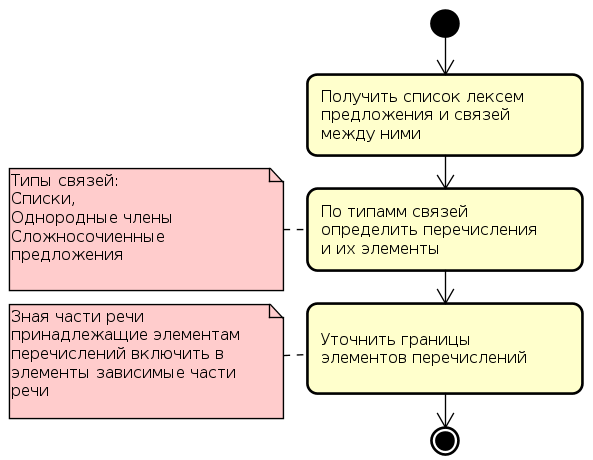 Получить список лексем
предложения и связей
между ними
Типы связей:
Списки,
Однородные члены
Сложносочиенные
предложения
По типамм связей
определить перечисления
и их элементы
Зная части речи
принадлежащие элементам
перечислений включить в
элементы зависимые части
речи
Уточнить границы
элементов перечислений